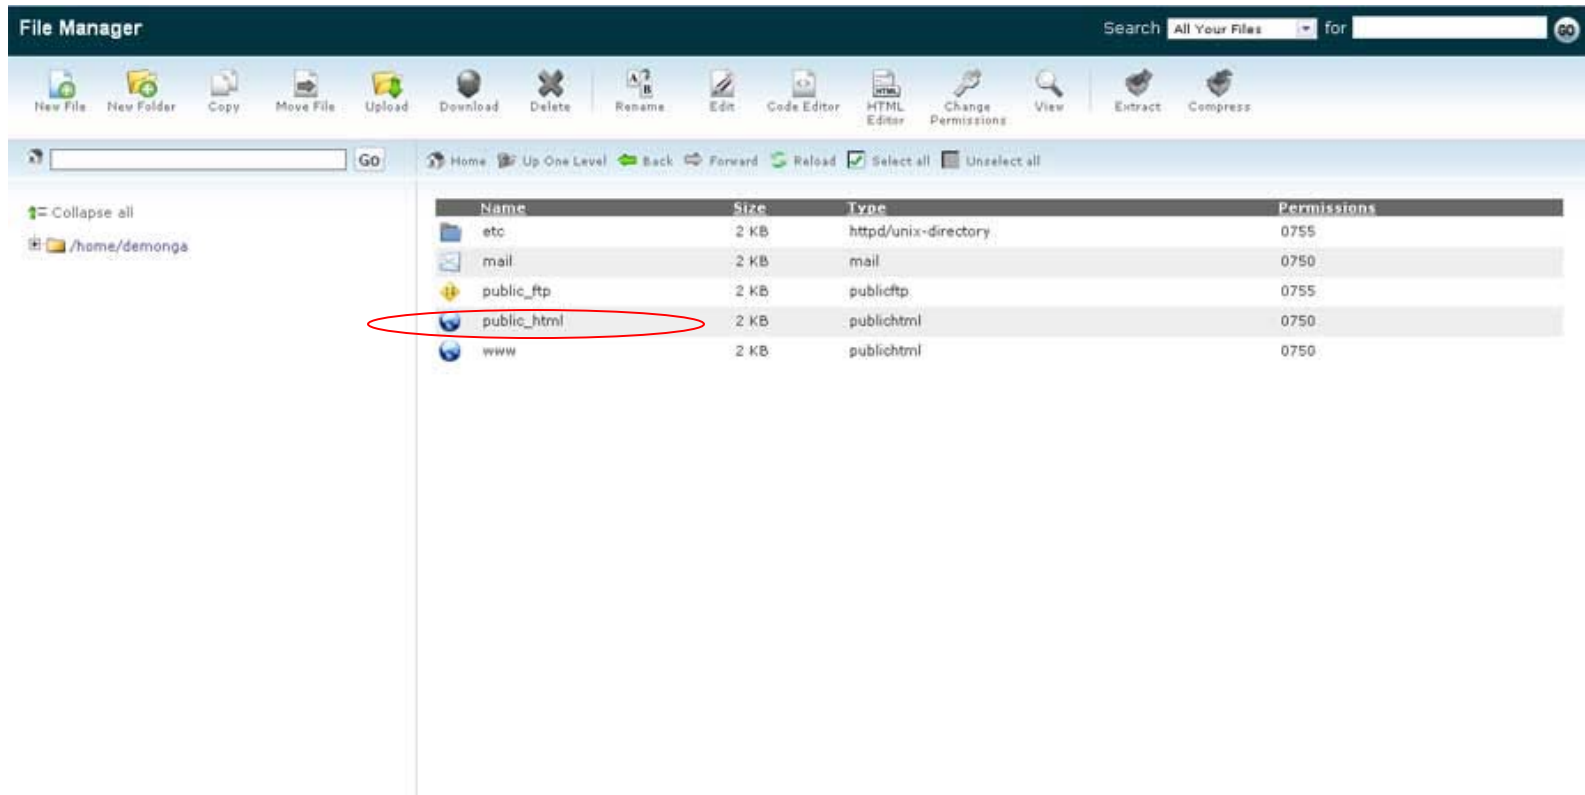 File Manager Search All Your Files for GO
New File New Folder Copy Move File Upload Download Delete Rename Edit Code Editor HTML Editor Change Permissions View Extract Compress
GO Home Up One Level Back Forward Reload Select all Unselect all
Collapse all
/home/demonga
Name Size Type Permissions
etc 2 KB httpd/unix-directory 0755
mail 2 KB mail 0750
public_ftp 2 KB publicftp 0755
public_html 2 KB publichtml 0750
www 2 KB publichtml 0750